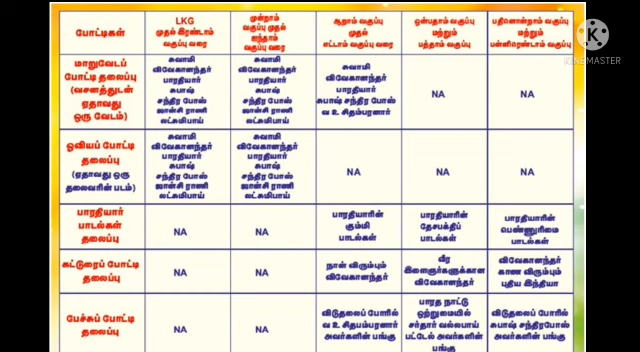 போட்டிகள்
LKG
முதல் இரண்டாம்
வகுப்பு வரை
மூன்றாம்
வகுப்பு முதல்
ஐந்தாம்
வகுப்பு வரை
ஆறாம் வகுப்பு
முதல்
எட்டாம் வகுப்பு வரை
ஒன்பதாம் வகுப்பு
மற்றும்
பத்தாம் வகுப்பு
பதினொன்றாம் வகுப்பு
மற்றும்
பன்னிரண்டாம் வகுப்பு
KINEMASTER
மாறுவேடப்
போட்டி தலைப்பு
(வசனத்துடன்
ஏதாவது
ஒரு வேடம்)
சுவாமி
விவேகானந்தர்
பாரதியார்
சுபாஷ்
சந்திர போஸ்
ஜான்சி ராணி
லட்சுமிபாய்
சுவாமி
விவேகானந்தர்
பாரதியார்
சுபாஷ்
சந்திர போஸ்
ஜான்சி ராணி
லட்சுமிபாய்
சுவாமி
விவேகானந்தர்
பாரதியார்
சுபாஷ் சந்திர போஸ்
வ உ சிதம்பரனார்
NA
NA
ஓவியப் போட்டி
தலைப்பு
(ஏதாவது ஒரு
தலைவரின் படம்)
சுவாமி
விவேகானந்தர்
பாரதியார்
சுபாஷ்
சந்திர போஸ்
ஜான்சி ராணி
லட்சுமிபாய்
சுவாமி
விவேகானந்தர்
பாரதியார்
சுபாஷ்
சந்திர போஸ்
ஜான்சி ராணி
லட்சுமிபாய்
NA
NA
NA
பாரதியார்
பாடல்கள்
தலைப்பு
NA
NA
பாரதியாரின்
கும்மி
பாடல்கள்
பாரதியாரின்
தேசபக்திப்
பாடல்கள்
பாரதியாரின்
பெண்ணுரிமை
பாடல்கள்
கட்டுரைப் போட்டி
தலைப்பு
NA
NA
நான் விரும்பும்
விவேகானந்தர்
வீர
இளைஞர்களுக்கான
விவேகானந்தர்
விவேகானந்தர்
காண விரும்பும்
புதிய இந்தியா
பேச்சுப் போட்டி
தலைப்பு
NA
NA
விடுதலைப் போரில்
வ உ சிதம்பரனார்
அவர்களின் பங்கு
பாரத நாட்டு
ஒற்றுமையில்
சர்தார் வல்லபாய்
பட்டேல் அவர்களின்
பங்கு
விடுதலைப் போரில்
சுபாஷ் சந்திரபோஸ்
அவர்களின் பங்கு